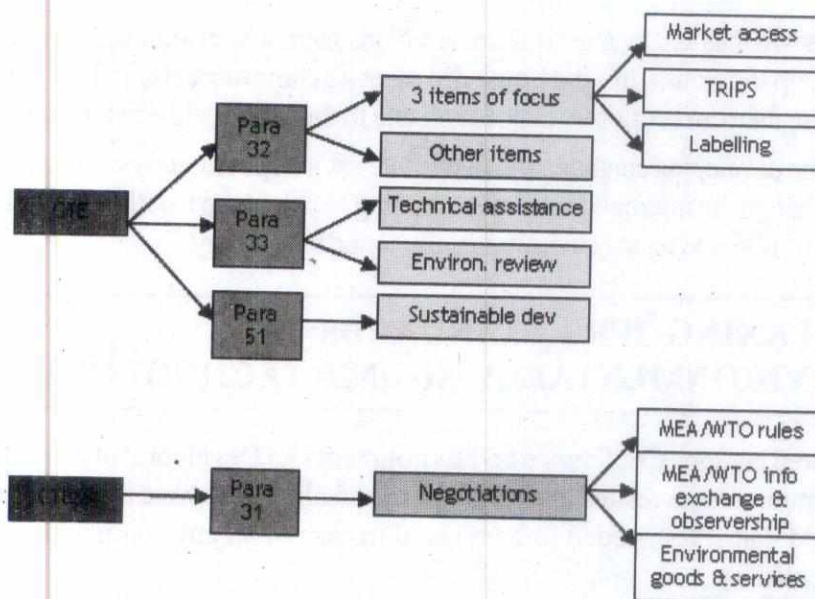 Market access
3 items of focus
TRIPS
Para
32
Other items
Labelling
CTE
Para
33
Technical assistance
Environ. review
Para
51
Sustainable dev
Para
31
Negotiations
MEA/WTO rules
MEA/WTO info
exchange &
observership
Environmental
goods & services